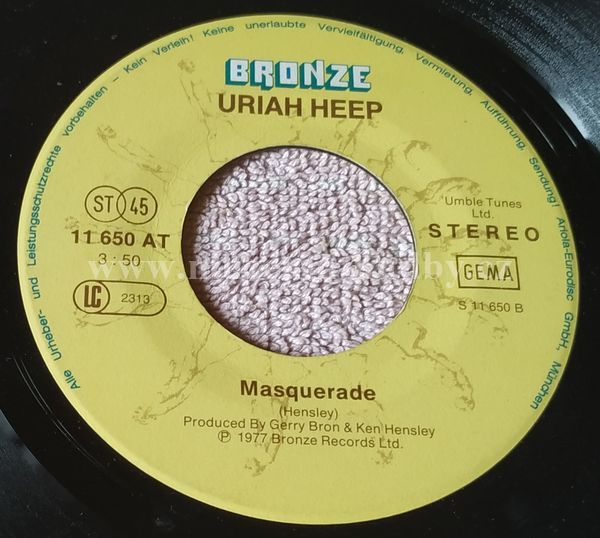 Alle Urheber- und Leistungsschutzrechte vorbehalten - Kein Verleih! Keine unerlaubte Vervielfältigung, Vermietung, Aufführung, Sendung! Ariola-Eurodisc GmbH, München
BRONZE
URIAH HEEP
ST 45
11 650 AT
3:50
LC 2313
Umble Tunes
Ltd.
STEREO
GEMA
S 11 650 B
Masquerade
(Hensley)
Produced By Gerry Bron & Ken Hensley
℗ 1977 Bronze Records Ltd.